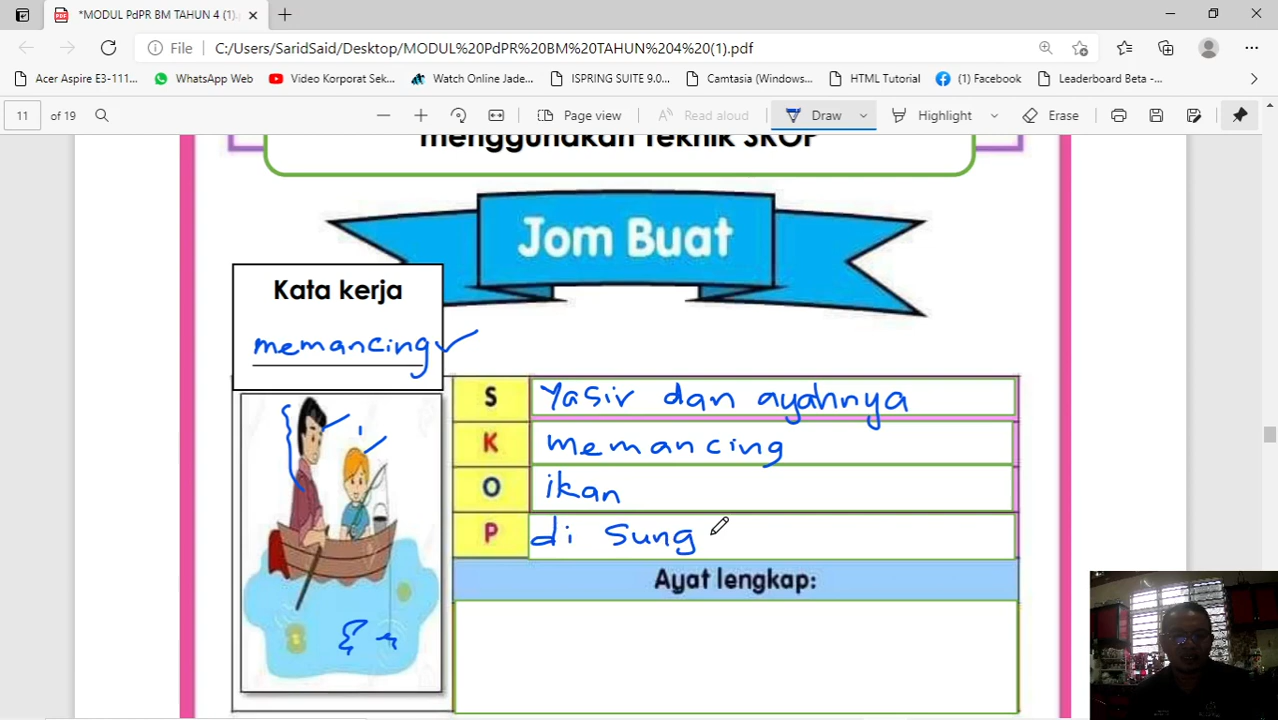 *MODUL PdPR BM TAHUN 4 (1).p
File
C:/Users/SaridSaid/Desktop/MODUL%20PdPR%20BM%20TAHUN%204%20(1).pdf
Acer Aspire E3-111... WhatsApp Web Video Korporat Sek... Watch Online Jade... ISPRING SUITE 9.0... Camtasia (Windows... HTML Tutorial (1) Facebook Leaderboard Beta -...
11 of 19 Page view Read aloud Draw Highlight Erase
menggunakan Teknik SKOP
Jom Buat
Kata kerja
memancing
S Yasir dan ayahnya
K memancing
O ikan
P di Sung
Ayat lengkap: